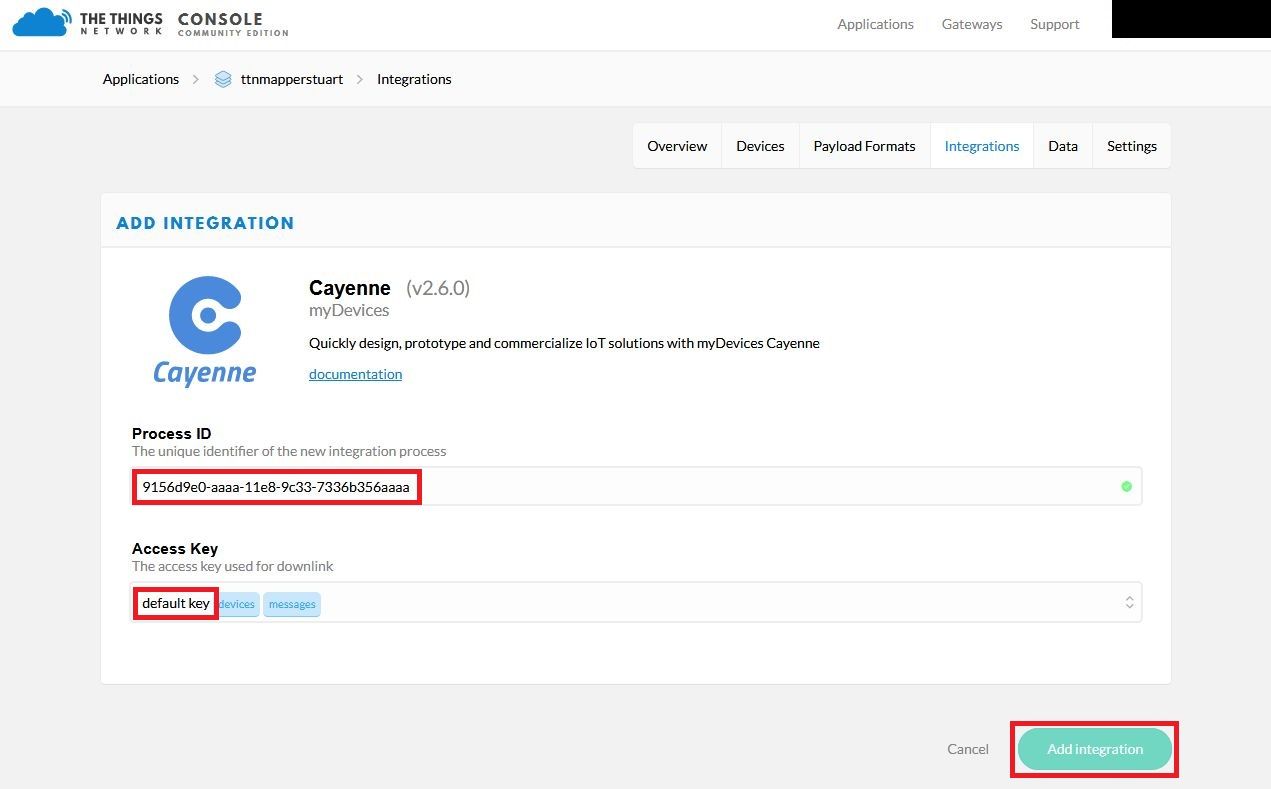 THE THINGS NETWORK CONSOLE COMMUNITY EDITION
Applications Gateways Support
Applications > ttnmapperstuart > Integrations
Overview Devices Payload Formats Integrations Data Settings
ADD INTEGRATION
Cayenne
Cayenne (v2.6.0)
myDevices
Quickly design, prototype and commercialize IoT solutions with myDevices Cayenne
documentation
Process ID
The unique identifier of the new integration process
9156d9e0-aaaa-11e8-9c33-7336b356aaaa
Access Key
The access key used for downlink
default key devices messages
Cancel Add integration